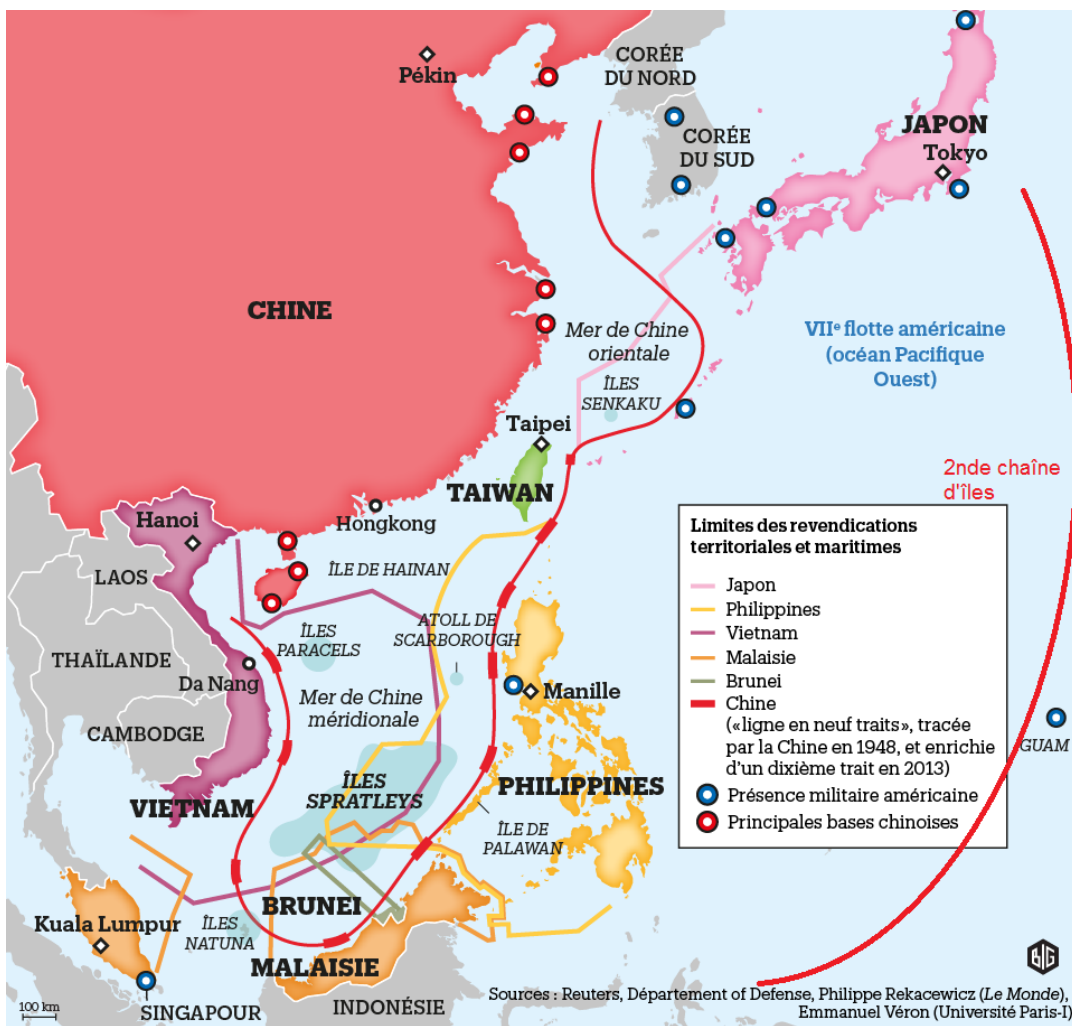 Pékin
CORÉE
DU NORD
CORÉE
DU SUD
JAPON
Tokyo
CHINE
Mer de Chine
orientale
VIIᵉ flotte américaine
(océan Pacifique
Ouest)
ÎLES
SENKAKU
Taipei
TAIWAN
2nde chaîne
d'îles
Hanoi
Hongkong
LAOS
ÎLE DE HAINAN
ÎLES
PARACELS
ATOLL DE
SCARBOROUGH
THAÏLANDE
Da Nang
Mer de Chine
méridionale
Manille
CAMBODGE
GUAM
VIETNAM
ÎLES
SPRATLEYS
PHILIPPINES
ÎLE DE
PALAWAN
Limites des revendications
territoriales et maritimes
Japon
Philippines
Vietnam
Malaisie
Brunei
Chine
(«ligne en neuf traits», tracée
par la Chine en 1948, et enrichie
d'un dixième trait en 2013)
Présence militaire américaine
Principales bases chinoises
BRUNEI
Kuala Lumpur
ÎLES
NATUNA
MALAISIE
SINGAPOUR
INDONÉSIE
100 km
BIG
Sources : Reuters, Département of Defense, Philippe Rekacewicz (Le Monde),
Emmanuel Véron (Université Paris-I)